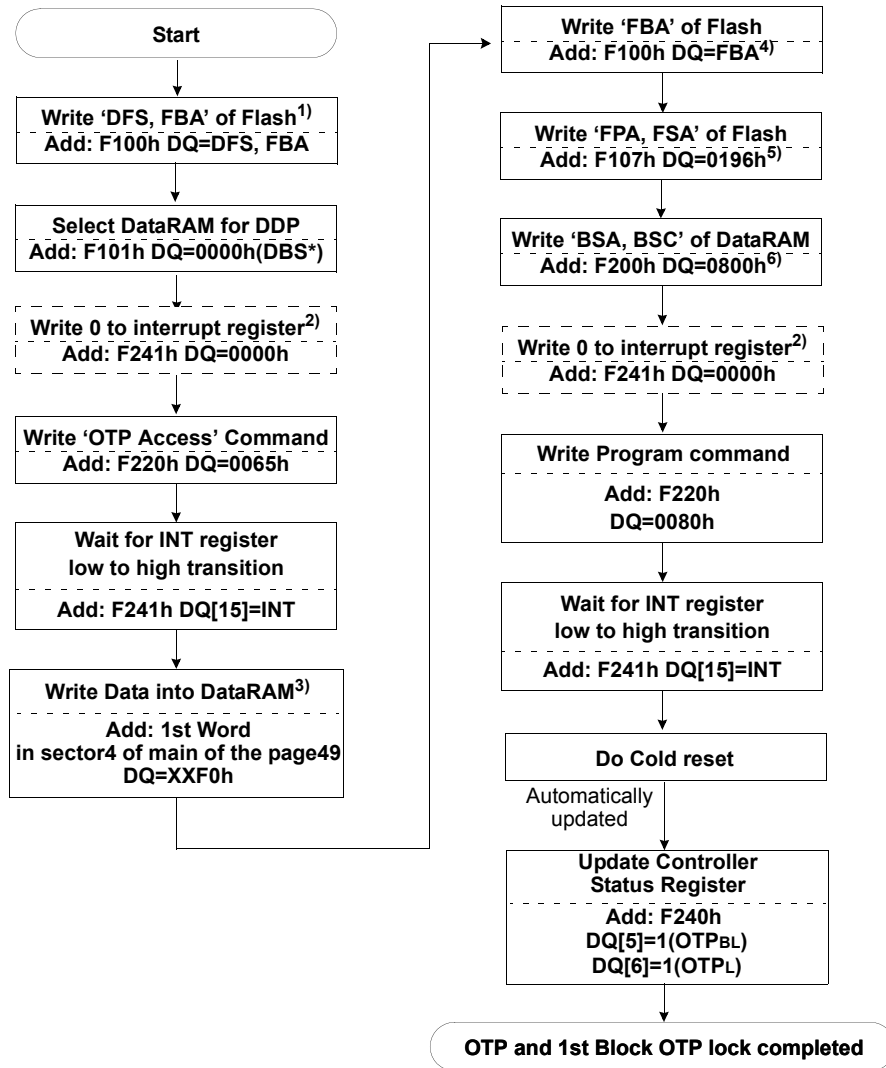 Start
Write ‘DFS, FBA’ of Flash1)
Add: F100h DQ=DFS, FBA
Select DataRAM for DDP
Add: F101h DQ=0000h(DBS*)
Write 0 to interrupt register2)
Add: F241h DQ=0000h
Write ‘OTP Access’ Command
Add: F220h DQ=0065h
Wait for INT register
low to high transition
Add: F241h DQ[15]=INT
Write Data into DataRAM3)
Add: 1st Word
in sector4 of main of the page49
DQ=XXF0h
Write ‘FBA’ of Flash
Add: F100h DQ=FBA4)
Write ‘FPA, FSA’ of Flash
Add: F107h DQ=0196h5)
Write ‘BSA, BSC’ of DataRAM
Add: F200h DQ=0800h6)
Write 0 to interrupt register2)
Add: F241h DQ=0000h
Write Program command
Add: F220h
DQ=0080h
Wait for INT register
low to high transition
Add: F241h DQ[15]=INT
Do Cold reset
Automatically
updated
Update Controller
Status Register
Add: F240h
DQ[5]=1(OTPBL)
DQ[6]=1(OTPL)
OTP and 1st Block OTP lock completed